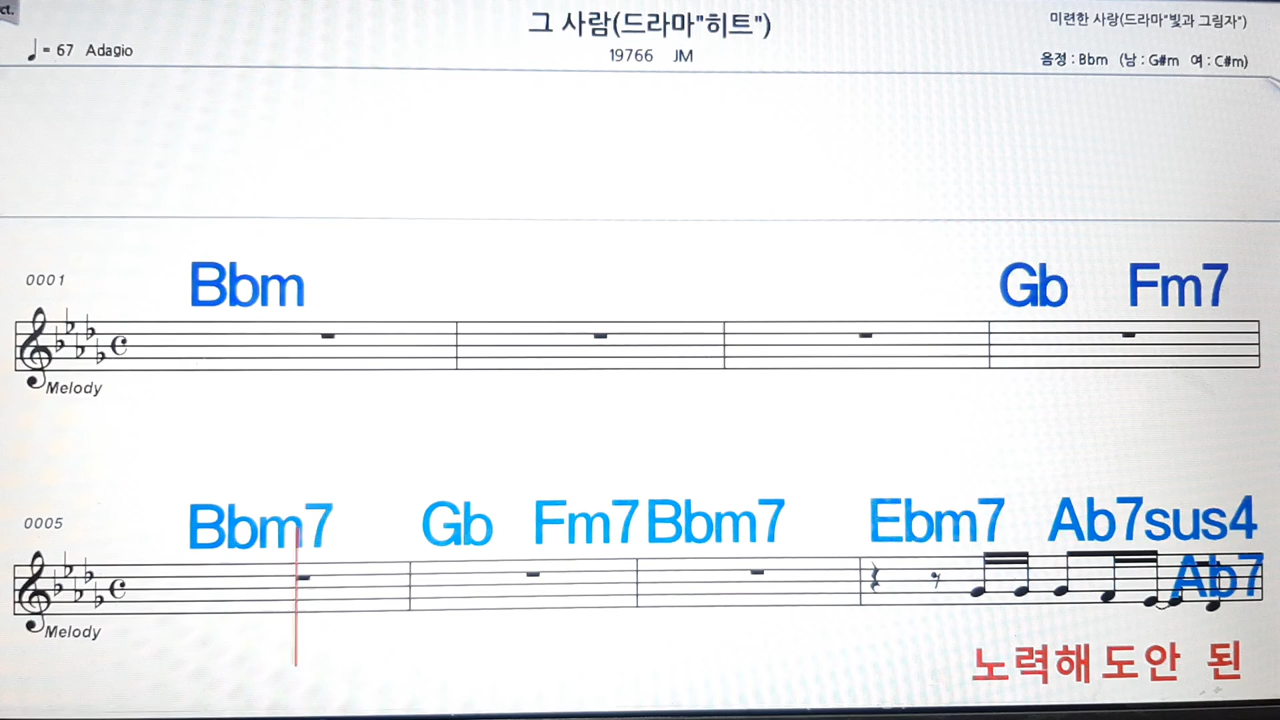 ct.
그 사람(드라마"히트")
미련한 사랑(드라마"빛과 그림자")
♩ = 67 Adagio
19766 JM
음정 : Bbm (남 : G#m 여 : C#m)
0001
Bbm Gb Fm7
Melody
0005
Bbm7 Gb Fm7 Bbm7 Ebm7 Ab7sus4
Ab7
Melody
노력해 도안 된